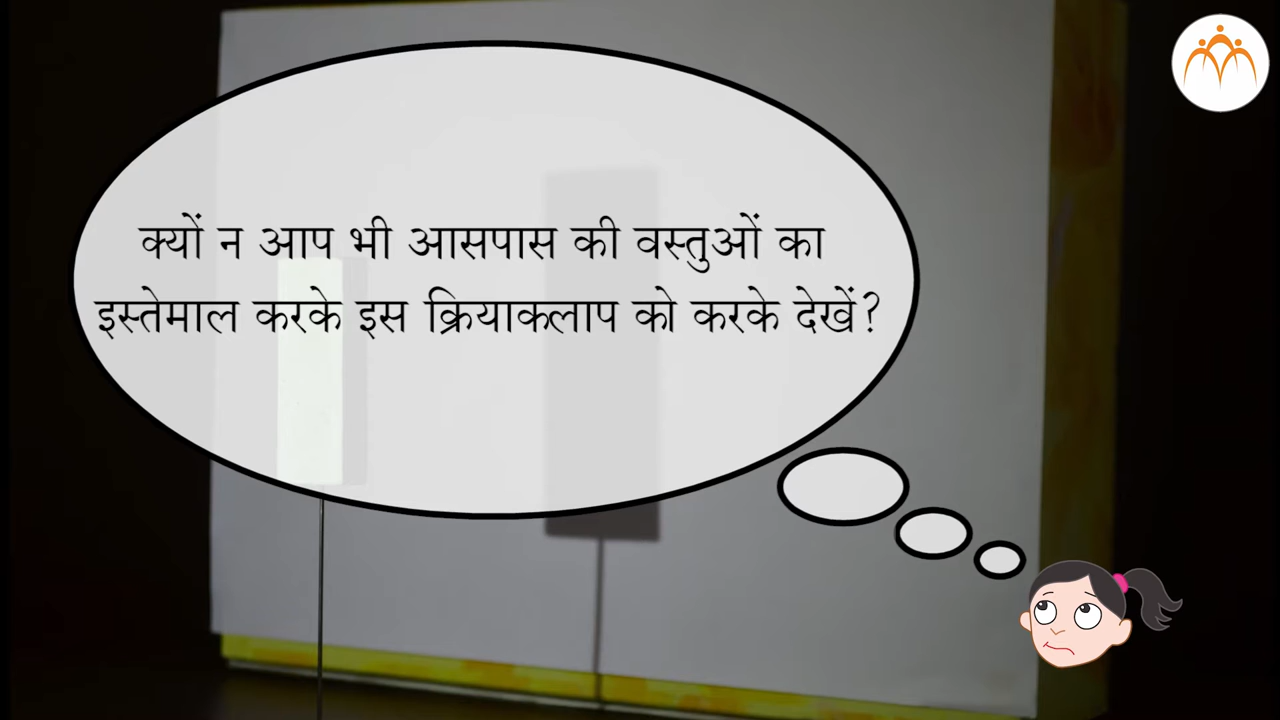 क्यों न आप भी आसपास की वस्तुओं का
इस्तेमाल करके इस क्रियाकलाप को करके देखें?